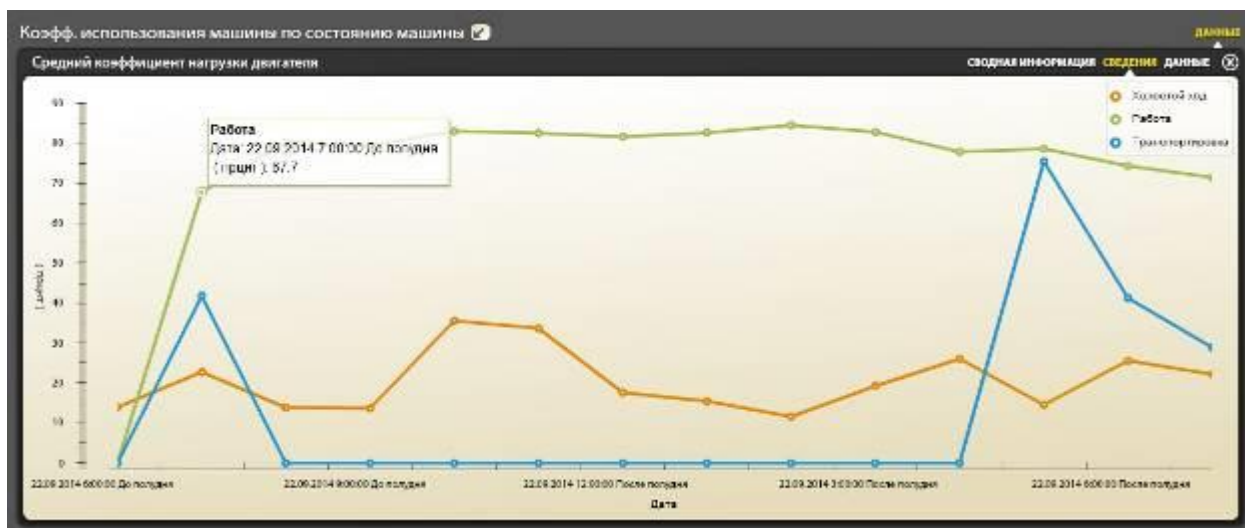 Коэфф. использования машины по состоянию машины
ДАННЫЕ
Средний коэффициент нагрузки двигателя
СВОДНАЯ ИНФОРМАЦИЯ СВЕДЕНИЯ ДАННЫЕ
Холостой ход
Работа
Транспортировка
Работа
Дата: 22.09.2014 7:00:00 До полудня
( прцнт ): 67.7
90
80
70
60
50
40
30
20
10
0
( прцнт )
22.09.2014 6:00:00 До полудня
22.09.2014 9:00:00 До полудня
22.09.2014 12:00:00 После полудня
22.09.2014 3:00:00 После полудня
22.09.2014 6:00:00 После полудня
Дата